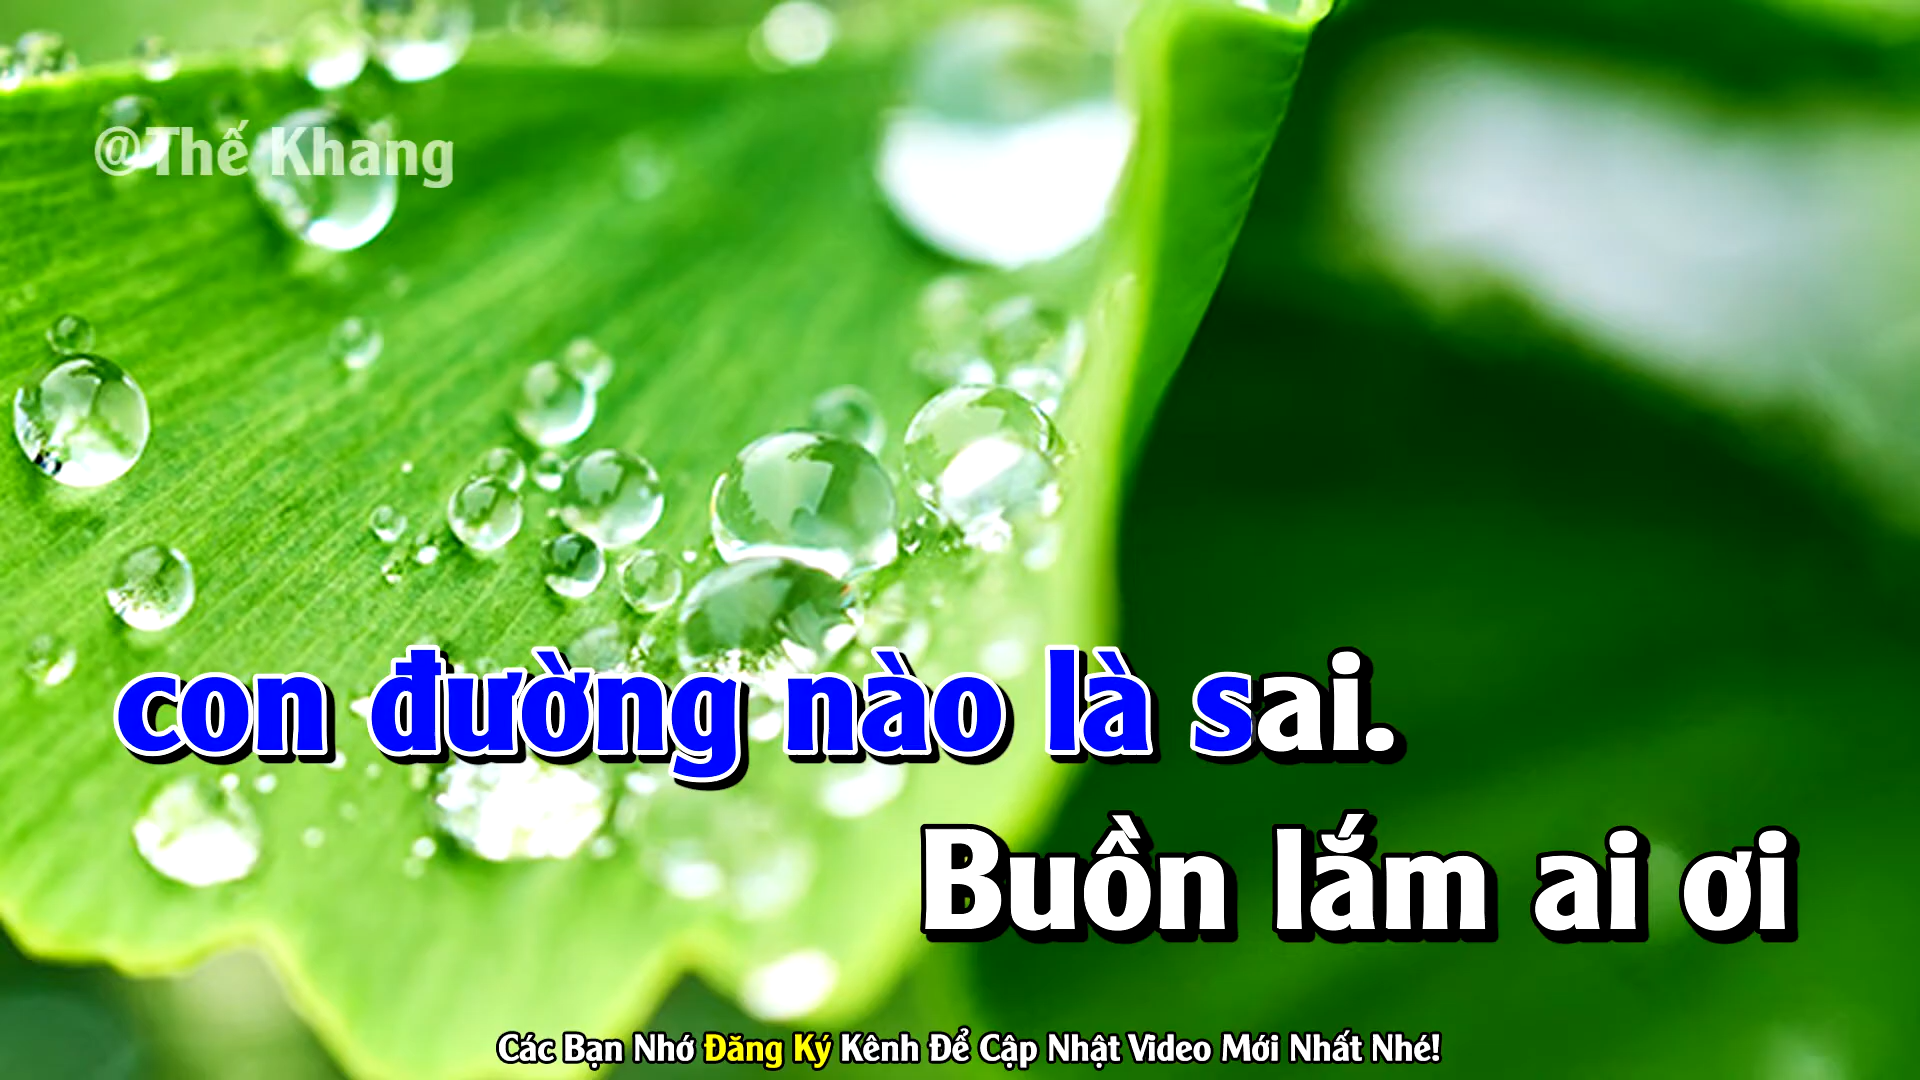 @Thế Khang
con đường nào là sai.
Buồn lắm ai ơi
Các Bạn Nhớ Đăng Ký Kênh Để Cập Nhật Video Mới Nhất Nhé!